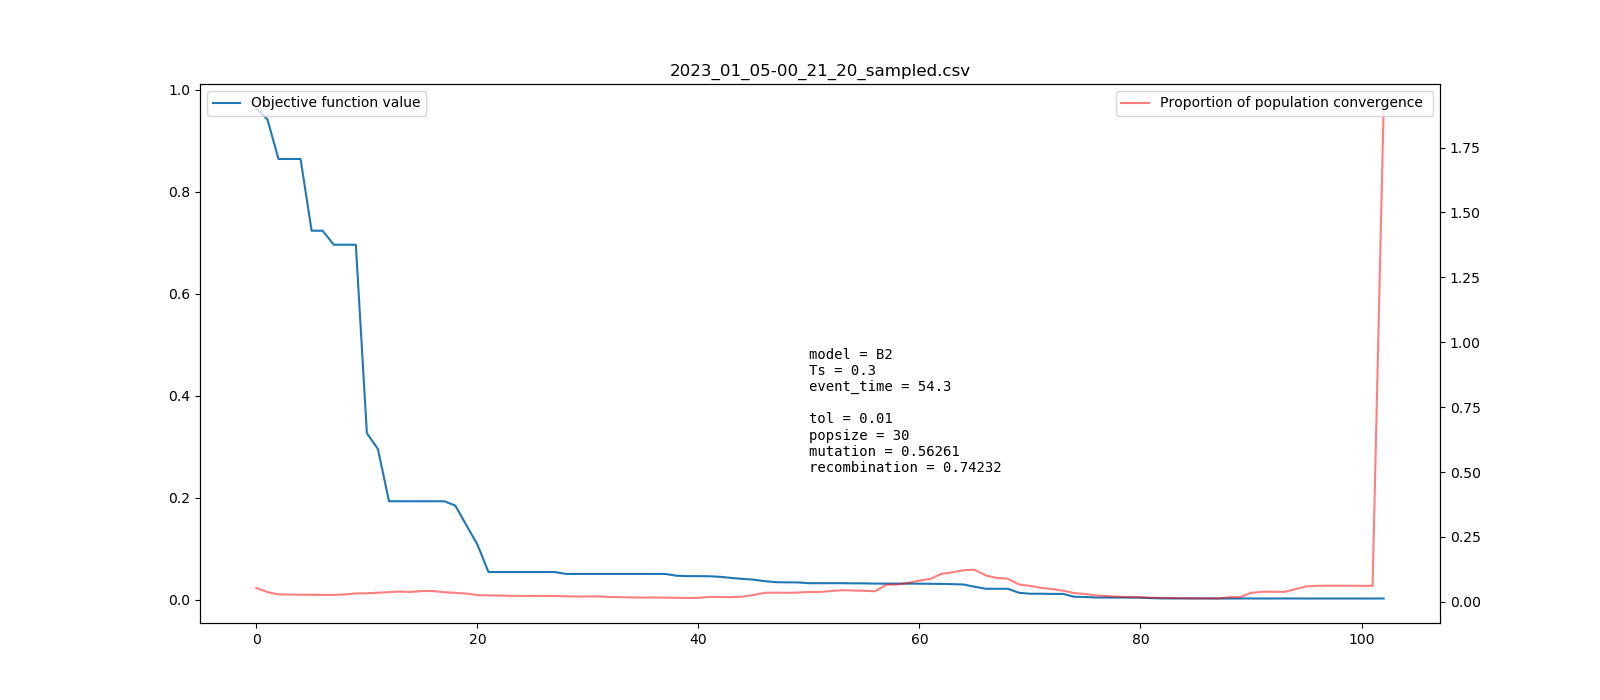 2023_01_05-00_21_20_sampled.csv
Objective function value
Proportion of population convergence
1.0
0.8
0.6
0.4
0.2
0.0
1.75
1.50
1.25
1.00
0.75
0.50
0.25
0.00
model = B2
Ts = 0.3
event_time = 54.3
tol = 0.01
popsize = 30
mutation = 0.56261
recombination = 0.74232
0 20 40 60 80 100